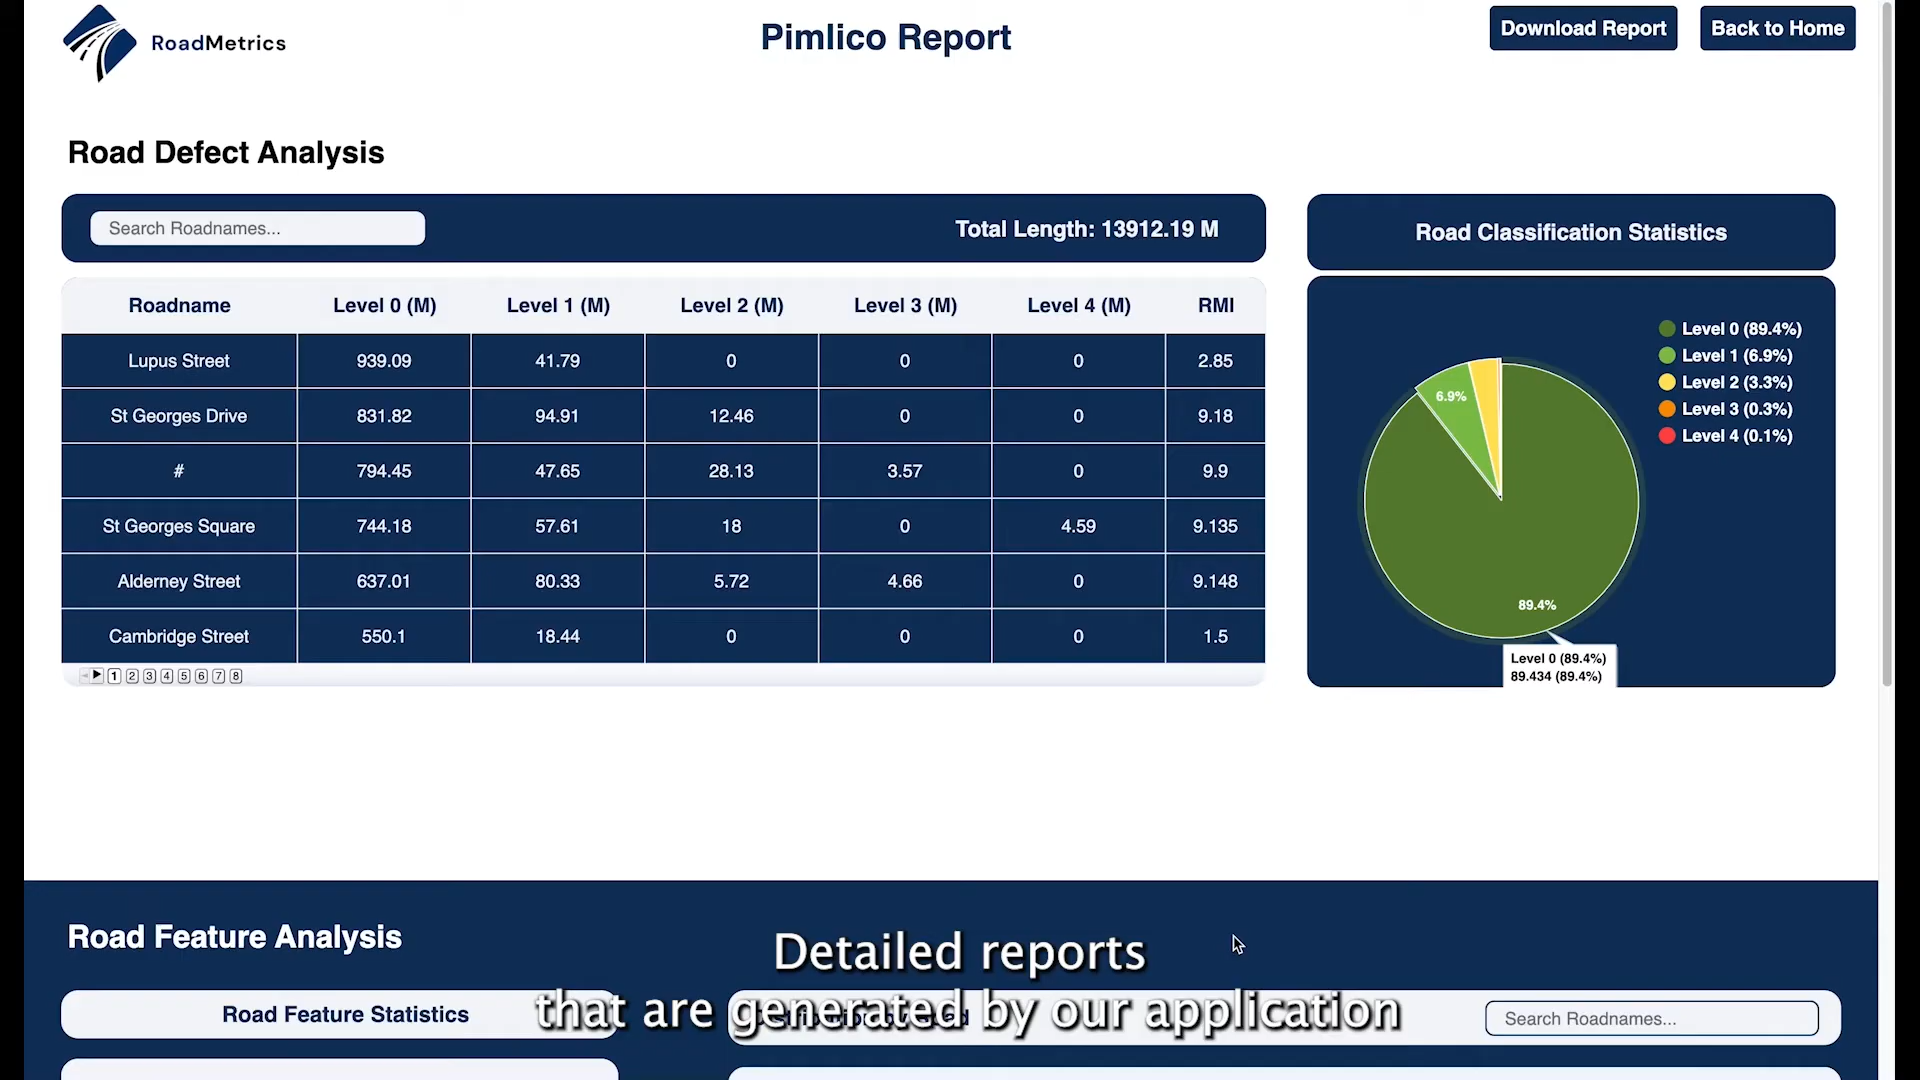 RoadMetrics
Pimlico Report
Download Report
Back to Home
Road Defect Analysis
Search Roadnames...
Total Length: 13912.19 M
Road Classification Statistics
Roadname Level 0 (M) Level 1 (M) Level 2 (M) Level 3 (M) Level 4 (M) RMI
Lupus Street 939.09 41.79 0 0 0 2.85
St Georges Drive 831.82 94.91 12.46 0 0 9.18
# 794.45 47.65 28.13 3.57 0 9.9
St Georges Square 744.18 57.61 18 0 4.59 9.135
Alderney Street 637.01 80.33 5.72 4.66 0 9.148
Cambridge Street 550.1 18.44 0 0 0 1.5
1 2 3 4 5 6 7 8
Level 0 (89.4%)
Level 1 (6.9%)
Level 2 (3.3%)
Level 3 (0.3%)
Level 4 (0.1%)
6.9%
89.4%
Level 0 (89.4%)
89.434 (89.4%)
Road Feature Analysis
Road Feature Statistics
Search Roadnames...
Detailed reports
that are generated by our application